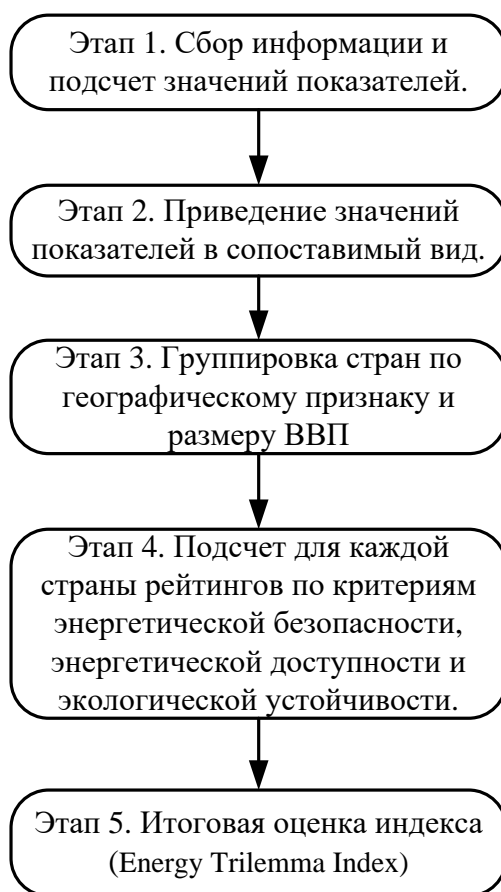 Этап 1. Сбор информации и
подсчет значений показателей.
Этап 2. Приведение значений
показателей в сопоставимый вид.
Этап 3. Группировка стран по
географическому признаку и
размеру ВВП
Этап 4. Подсчет для каждой
страны рейтингов по критериям
энергетической безопасности,
энергетической доступности и
экологической устойчивости.
Этап 5. Итоговая оценка индекса
(Energy Trilemma Index)